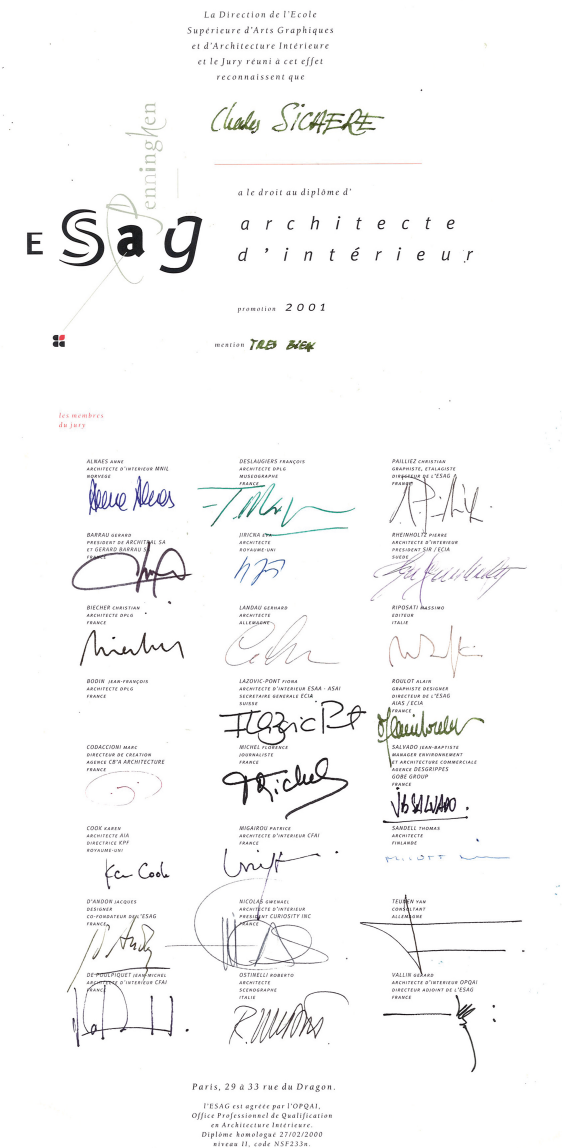 La Direction de l'Ecole
Supérieure d'Arts Graphiques
et d'Architecture Intérieure
et le Jury réuni à cet effet
reconnaissent que
Charles SICAERE
Penninghen
ESag
a le droit au diplôme d'
architecte
d'intérieur
promotion 2001
mention TRES BIEN
les membres
du jury
ALNAES ANNE
ARCHITECTE D'INTERIEUR MNIL
NORVEGE
DESLAUGIERS FRANÇOIS
ARCHITECTE DPLG
MUSEOGRAPHE
FRANCE
PAILLIEZ CHRISTIAN
GRAPHISTE, ETALAGISTE
DIRECTEUR DE L'ESAG
FRANCE
BARRAU GERARD
PRESIDENT DE ARCHITRAL SA
ET GERARD BARRAU SA
FRANCE
JIRICNA EVA
ARCHITECTE
ROYAUME-UNI
RHEINHOLTZ PIERRE
ARCHITECTE D'INTERIEUR
PRESIDENT SIR / ECIA
SUEDE
BIECHER CHRISTIAN
ARCHITECTE DPLG
FRANCE
LANDAU GERHARD
ARCHITECTE
ALLEMAGNE
RIPOSATI MASSIMO
EDITEUR
ITALIE
BODIN JEAN-FRANÇOIS
ARCHITECTE DPLG
FRANCE
LAZOVIC-PONT FIONA
ARCHITECTE D'INTERIEUR ESAA - ASAI
SECRETAIRE GENERALE ECIA
SUISSE
ROULOT ALAIN
GRAPHISTE DESIGNER
DIRECTEUR DE L'ESAG
AIAS / ECIA
FRANCE
CODACCIONI MARC
DIRECTEUR DE CREATION
AGENCE CB'A ARCHITECTURE
FRANCE
MICHEL FLORENCE
JOURNALISTE
FRANCE
Michel
SALVADO JEAN-BAPTISTE
MANAGER ENVIRONNEMENT
ET ARCHITECTURE COMMERCIALE
AGENCE DESGRIPPES
GOBE GROUP
FRANCE
Jb SALVADO.
COOK KAREN
ARCHITECTE AIA
DIRECTRICE KPF
ROYAUME-UNI
Karen Cook
MIGAIROU PATRICE
ARCHITECTE D'INTERIEUR CFAI
FRANCE
SANDELL THOMAS
ARCHITECTE
FINLANDE
D'ANDON JACQUES
DESIGNER
CO-FONDATEUR DE L'ESAG
FRANCE
NICOLAS GWENAEL
ARCHITECTE D'INTERIEUR
PRESIDENT CURIOSITY INC
FRANCE
TEUFEN YAM
CONSULTANT
ALLEMAGNE
DE POULPIQUET JEAN-MICHEL
ARCHITECTE D'INTERIEUR CFAI
FRANCE
OSTINELLI ROBERTO
ARCHITECTE
SCENOGRAPHE
ITALIE
VALLIN GERARD
ARCHITECTE D'INTERIEUR OPQAI
DIRECTEUR ADJOINT DE L'ESAG
FRANCE
Paris, 29 à 33 rue du Dragon.
l'ESAG est agréée par l'OPQAI,
Office Professionnel de Qualification
en Architecture Intérieure.
Diplôme homologué 27/02/2000
niveau II, code NSF233n